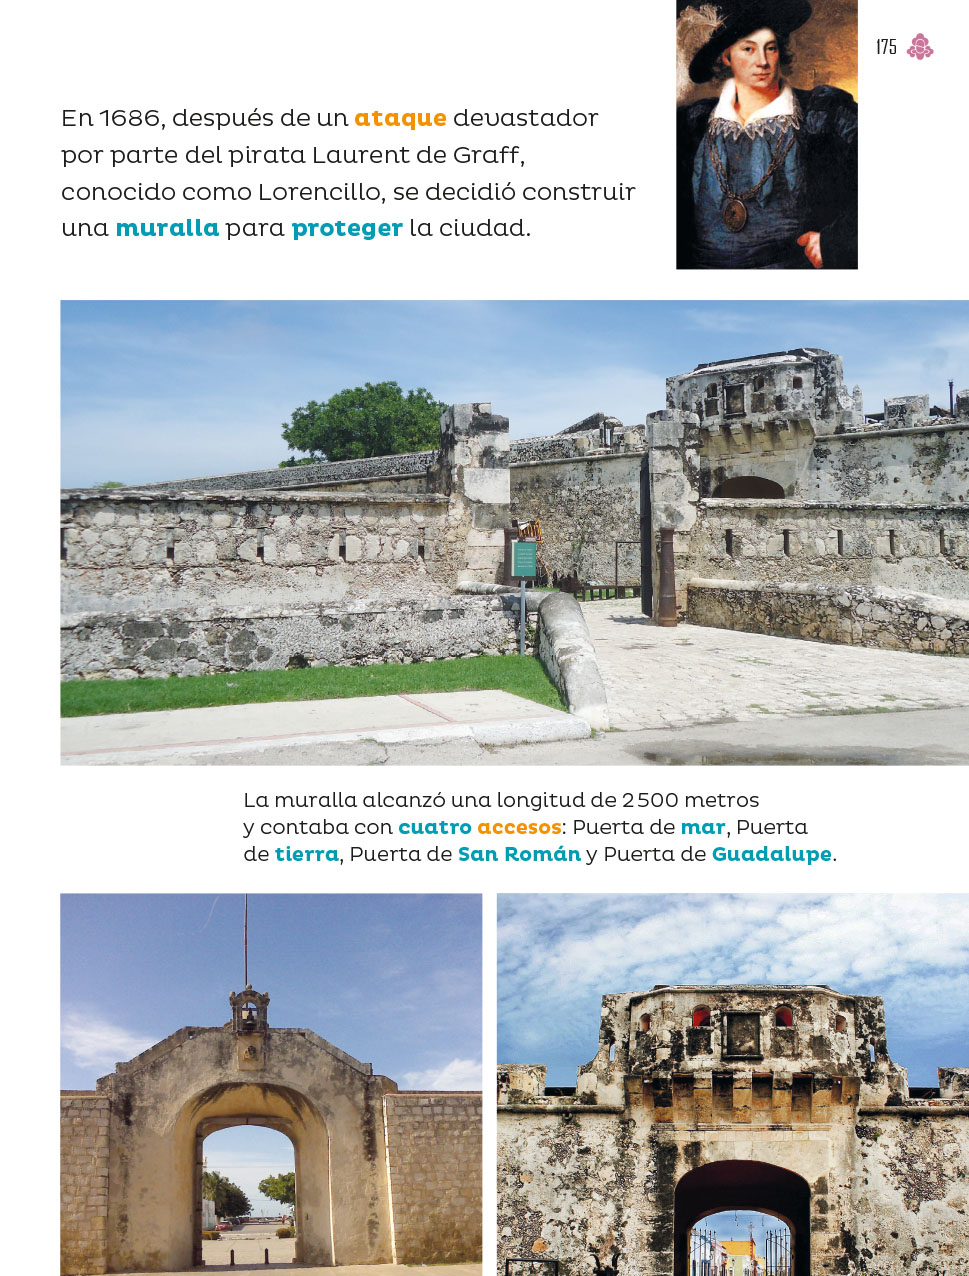 175
En 1686, después de un ataque devastador
por parte del pirata Laurent de Graff,
conocido como Lorencillo, se decidió construir
una muralla para proteger la ciudad.
La muralla alcanzó una longitud de 2 500 metros
y contaba con cuatro accesos: Puerta de mar, Puerta
de tierra, Puerta de San Román y Puerta de Guadalupe.